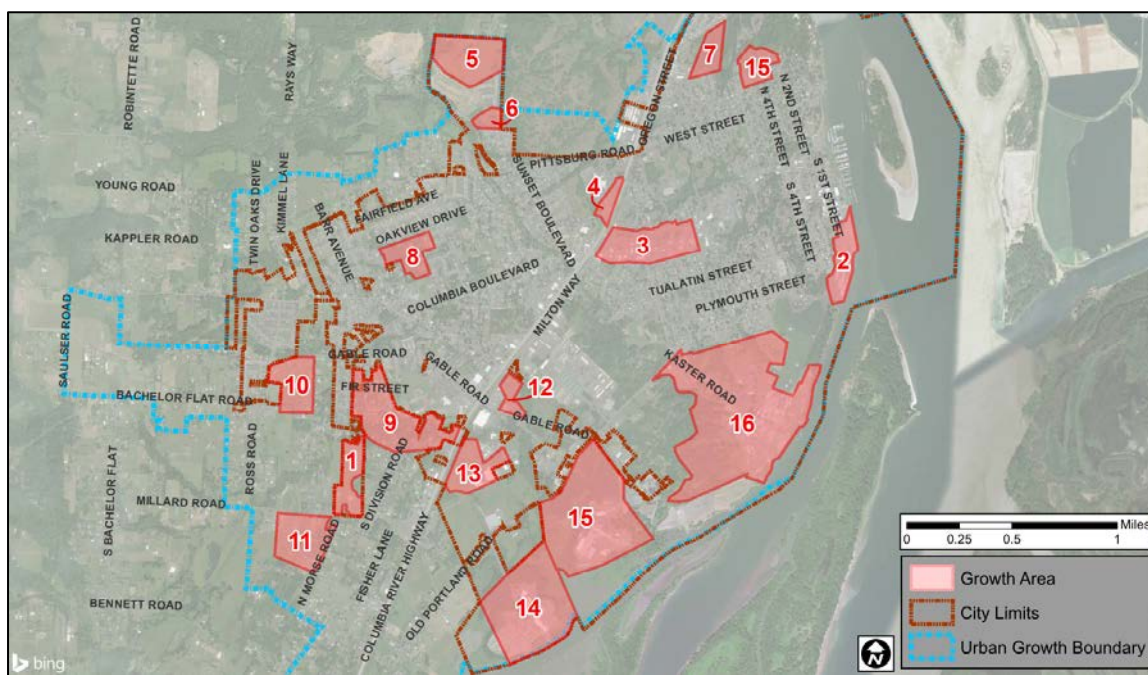 ROBINTETTE ROAD
RAYS WAY
5
7
15
6
OREGON STREET
N 2ND STREET
N 4TH STREET
WEST STREET
PITTSBURG ROAD
SUNSET BOULEVARD
YOUNG ROAD
TWIN OAKS DRIVE
KIMMEL LANE
BARR AVENUE
FAIRFIELD AVE
OAKVIEW DRIVE
4
S 4TH STREET
S 1ST STREET
KAPPLER ROAD
8
3
2
COLUMBIA BOULEVARD
MILTON WAY
TUALATIN STREET
PLYMOUTH STREET
SAULSER ROAD
GABLE ROAD
GABLE ROAD
KASTER ROAD
FIR STREET
10
12
BACHELOR FLAT ROAD
9
GABLE ROAD
16
ROSS ROAD
S BACHELOR FLAT
1
13
S DIVISION ROAD
MILLARD ROAD
15
11
N MORSE ROAD
FISHER LANE
COLUMBIA RIVER HIGHWAY
OLD PORTLAND ROAD
BENNETT ROAD
14
Miles
0 0.25 0.5 1
Growth Area
City Limits
Urban Growth Boundary
N
bing